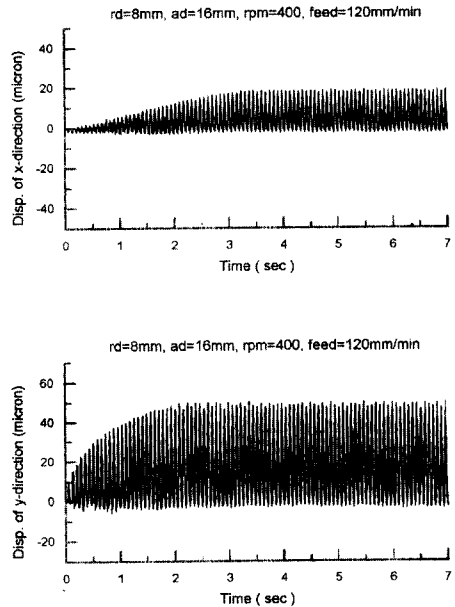 rd=8mm, ad=16mm, rpm=400, feed=120mm/min
Disp. of x-direction (micron)
40
20
0
-20
-40
0 1 2 3 4 5 6 7
Time ( sec )
rd=8mm, ad=16mm, rpm=400, feed=120mm/min
Disp. of y-direction (micron)
60
40
20
0
-20
0 1 2 3 4 5 6 7
Time ( sec )